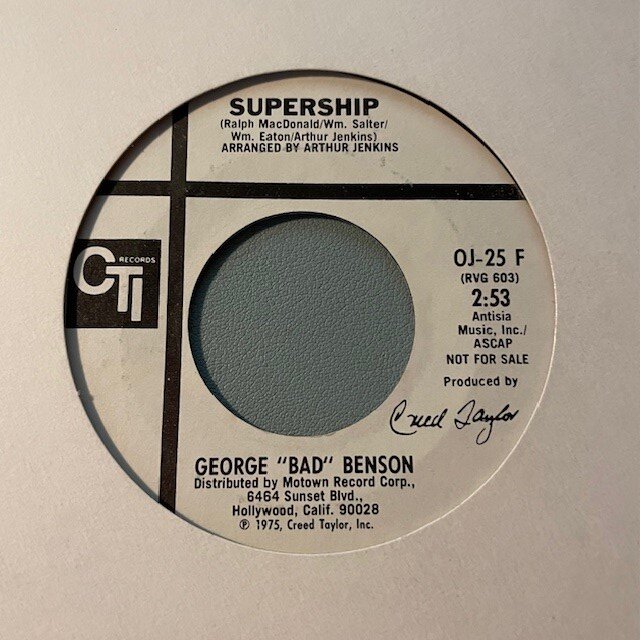 SUPERSHIP
(Ralph MacDonald/Wm. Salter/
Wm. Eaton/Arthur Jenkins)
ARRANGED BY ARTHUR JENKINS
CTI RECORDS
OJ-25 F
(RVG 603)
2:53
Antisia
Music, Inc./
ASCAP
NOT FOR SALE
Produced by
Creed Taylor
GEORGE "BAD" BENSON
Distributed by Motown Record Corp.,
6464 Sunset Blvd.,
Hollywood, Calif. 90028
℗ 1975, Creed Taylor, Inc.